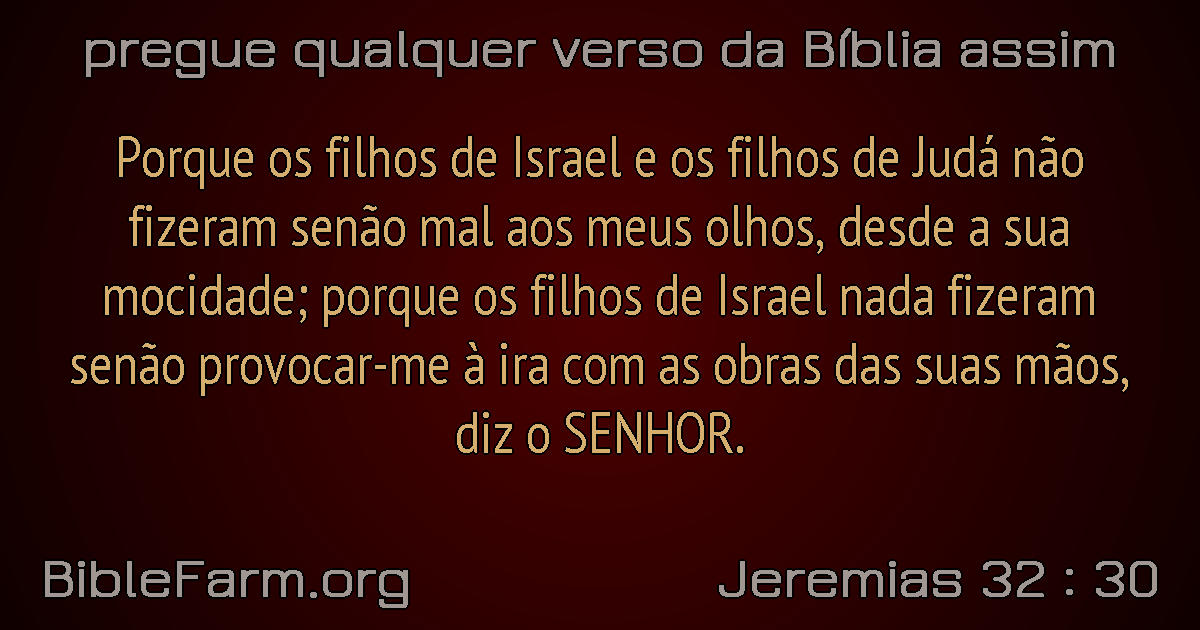 pregue qualquer verso da Bíblia assim
Porque os filhos de Israel e os filhos de Judá não
fizeram senão mal aos meus olhos, desde a sua
mocidade; porque os filhos de Israel nada fizeram
senão provocar-me à ira com as obras das suas mãos,
diz o SENHOR.
BibleFarm.org
Jeremias 32 : 30